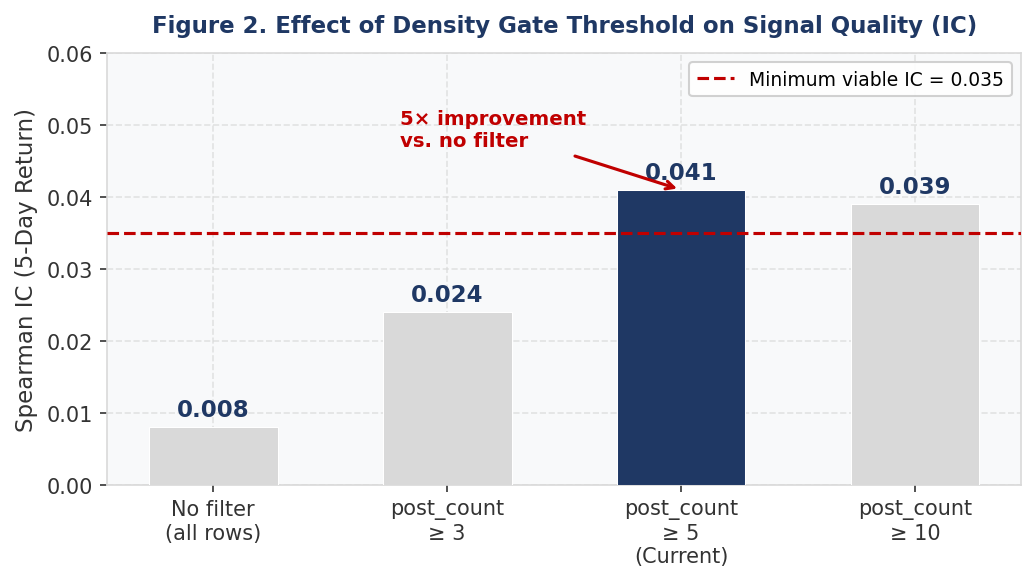 Figure 2. Effect of Density Gate Threshold on Signal Quality (IC)
Minimum viable IC = 0.035
Spearman IC (5-Day Return)
0.06
0.05
0.04
0.03
0.02
0.01
0.00
5× improvement
vs. no filter
0.008
0.024
0.041
0.039
No filter
(all rows)
post_count
≥ 3
post_count
≥ 5
(Current)
post_count
≥ 10